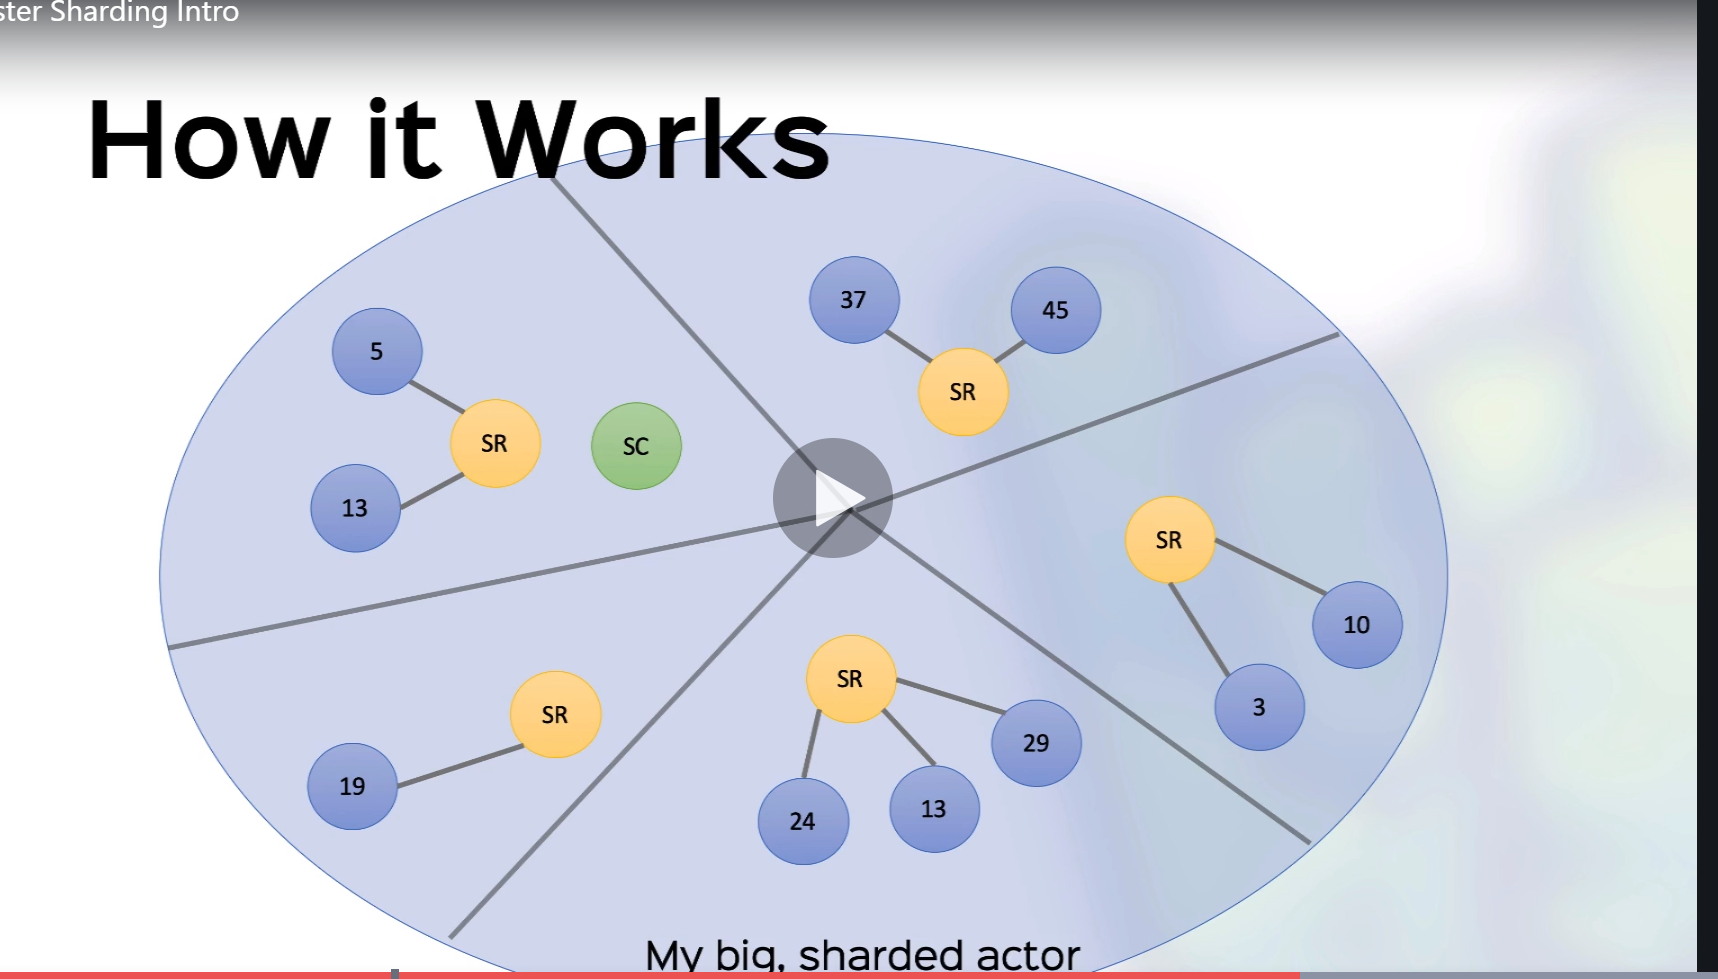 ster Sharding Intro
How it Works
37
45
5
SR
SR
SC
13
SR
10
SR
3
SR
29
19
24
13
My big, sharded actor